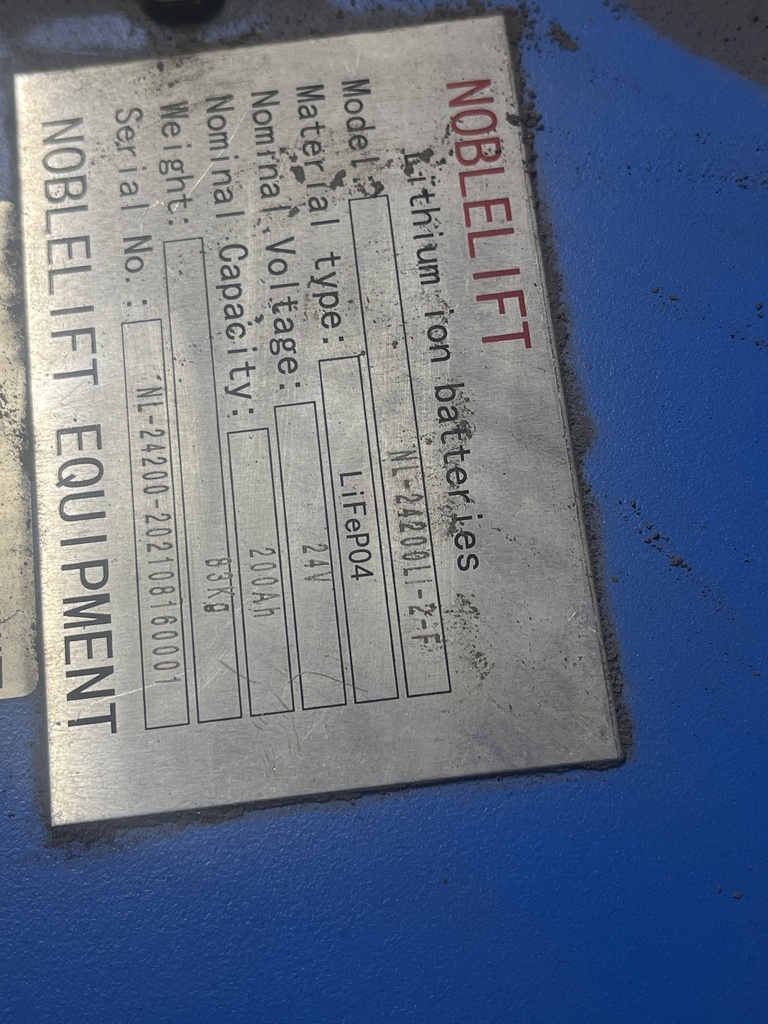 NOBLELIFT
Lithium ion batteries
Model: NL-24200LI-2-F
Material type: LiFePO4
Nominal Voltage: 24V
Nominal Capacity: 200Ah
Weight: 83Kg
Serial No.: NL-24200-202108160001
NOBLELIFT EQUIPMENT